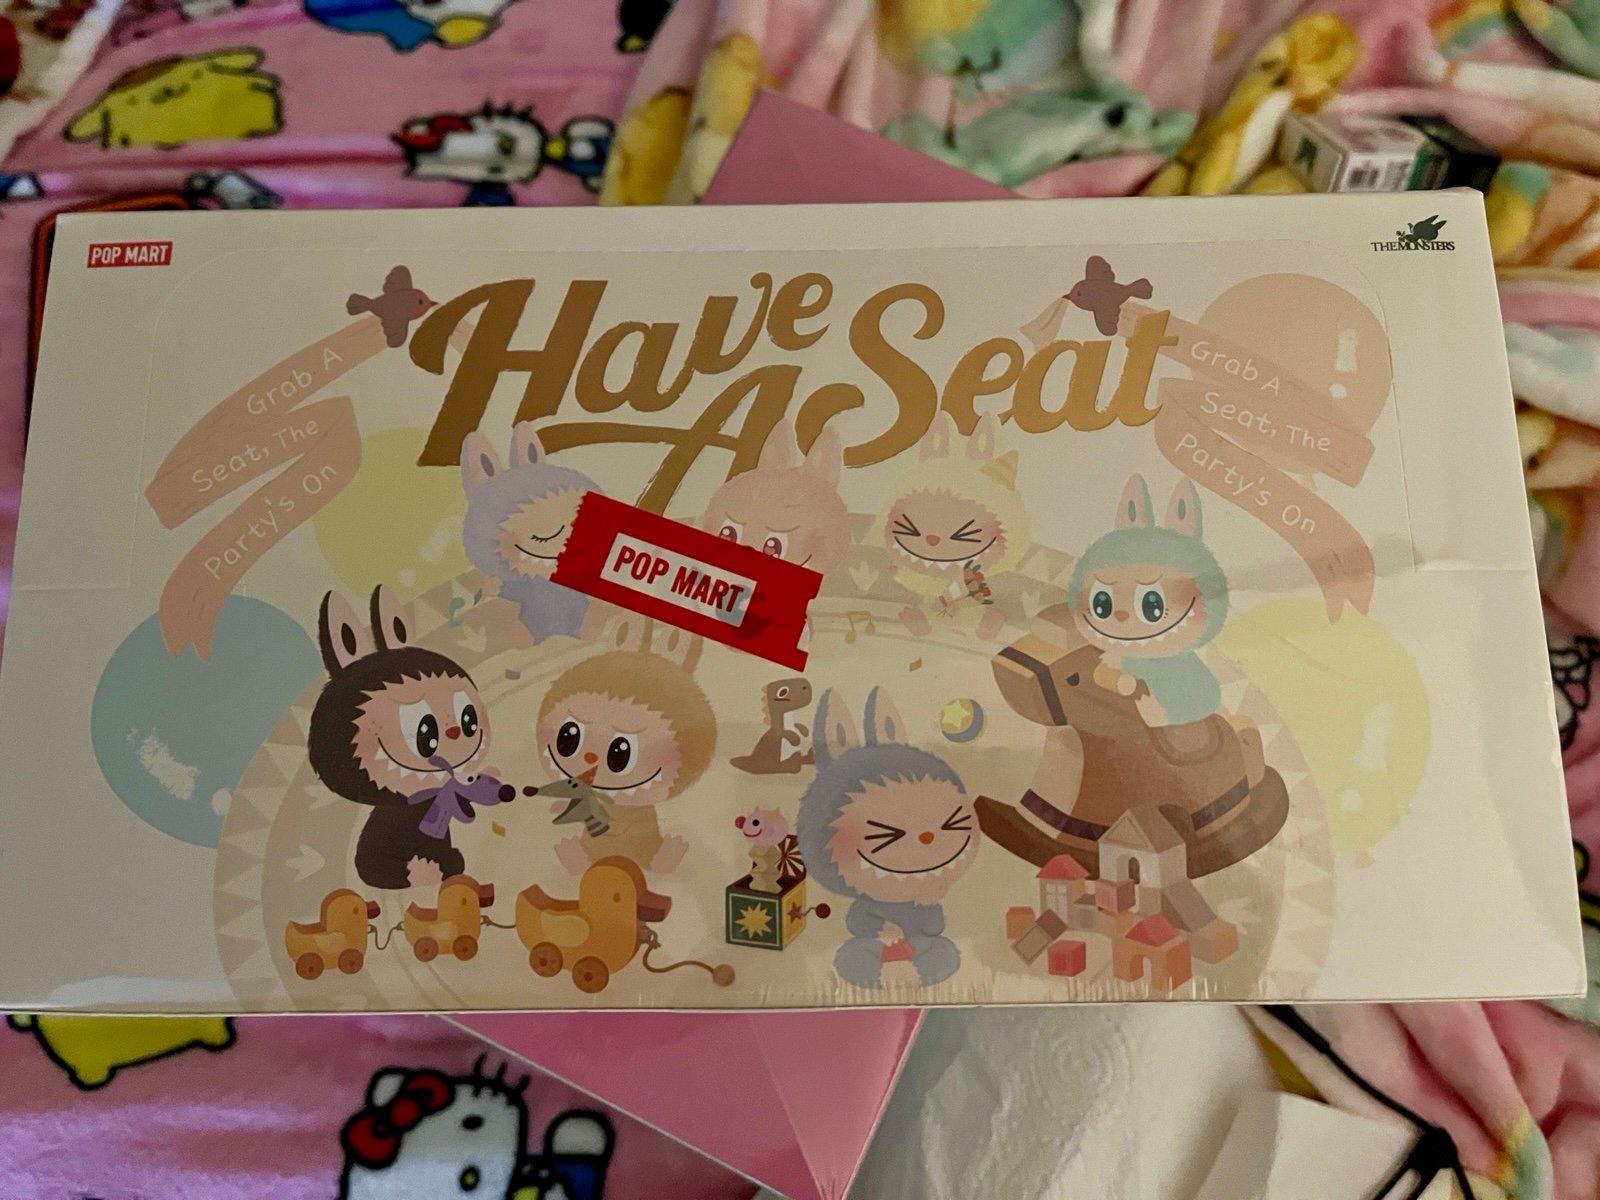 POP MART
THE MONSTERS
Have
A Seat
Grab A
Seat, The
Party's On
Grab A
Seat, The
Party's On
POP MART